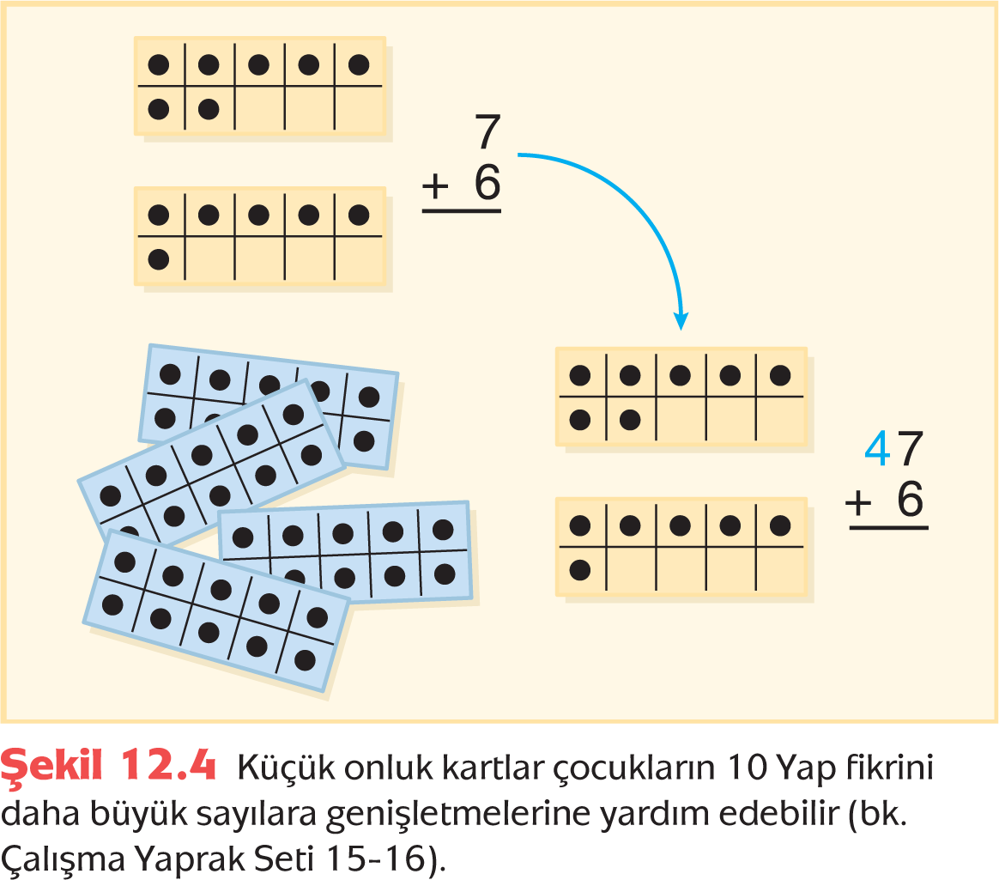 7
+ 6
47
+ 6
Şekil 12.4 Küçük onluk kartlar çocukların 10 Yap fikrini
daha büyük sayılara genişletmelerine yardım edebilir (bk.
Çalışma Yaprak Seti 15-16).